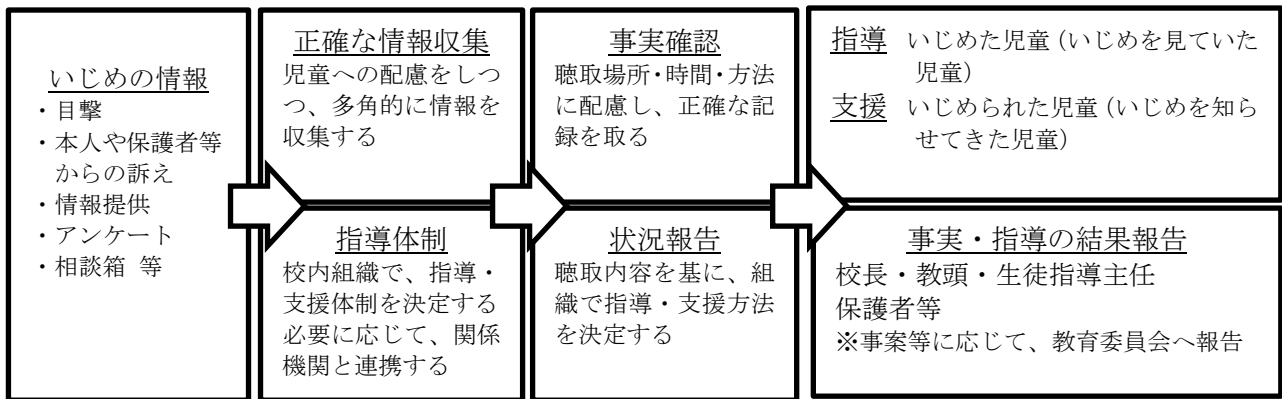 いじめの情報
・目撃
・本人や保護者等
からの訴え
・情報提供
・アンケート
・相談箱 等
正確な情報収集
児童への配慮をしつ
つ、多角的に情報を
収集する
指導体制
校内組織で、指導・
支援体制を決定する
必要に応じて、関係
機関と連携する
事実確認
聴取場所・時間・方法
に配慮し、正確な記
録を取る
状況報告
聴取内容を基に、組
織で指導・支援方法
を決定する
指導 いじめた児童(いじめを見ていた
児童)
支援 いじめられた児童(いじめを知ら
せてきた児童)
事実・指導の結果報告
校長・教頭・生徒指導主任
保護者等
※事案等に応じて、教育委員会へ報告